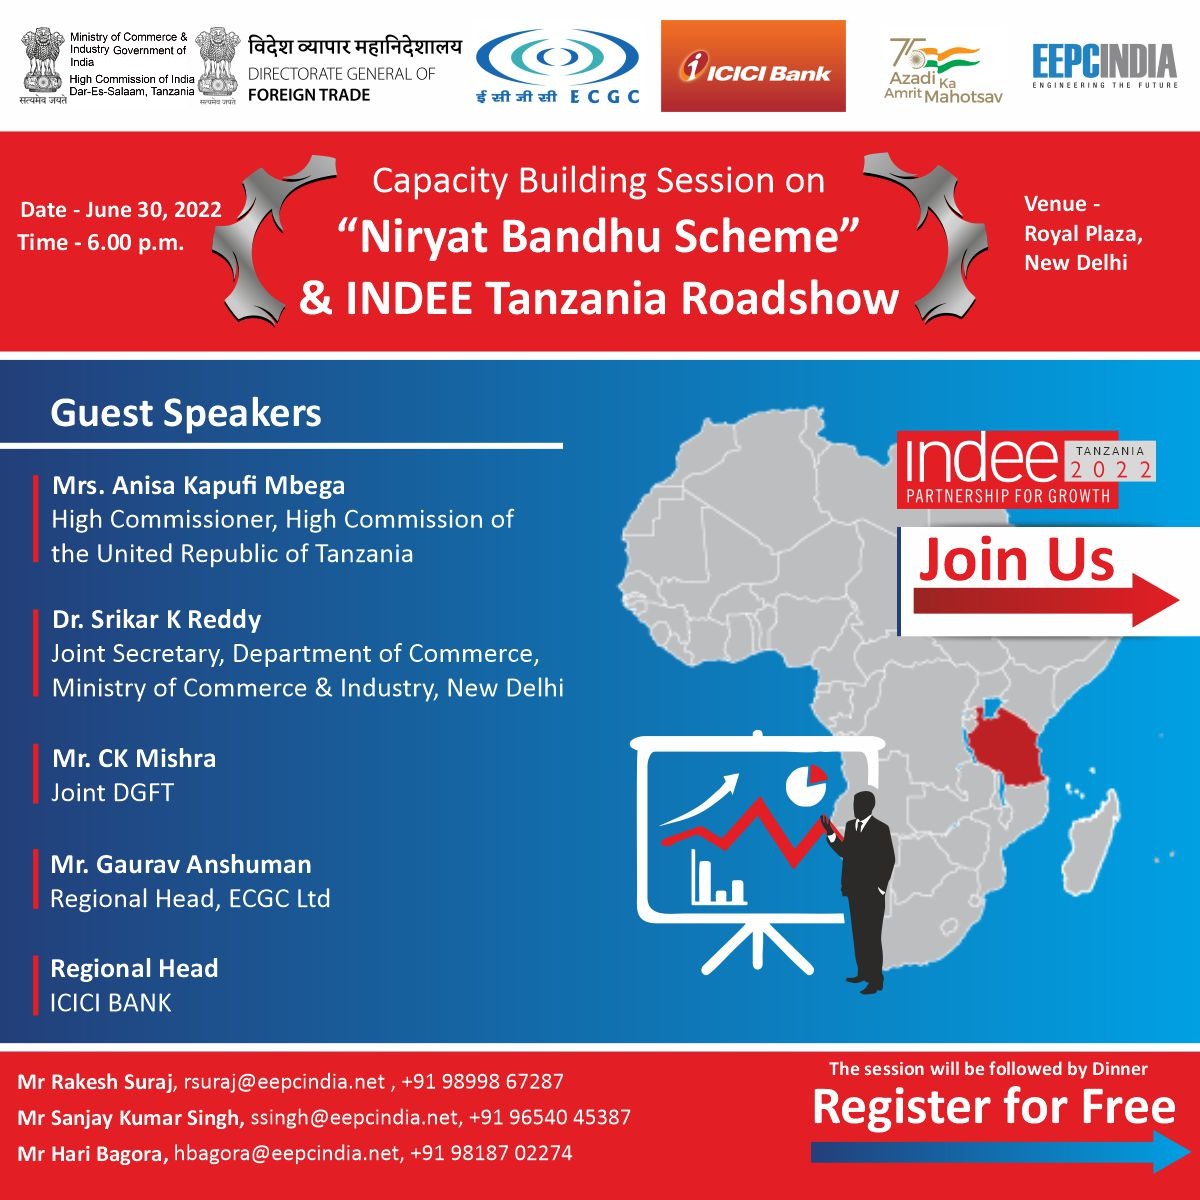 Ministry of Commerce &
Industry Government of
India
High Commission of India
Dar-Es-Salaam, Tanzania
सत्यमेव जयते
सत्यमेव जयते
विदेश व्यापार महानिदेशालय
DIRECTORATE GENERAL OF
FOREIGN TRADE
ई सी जी सी E C G C
i ICICI Bank
75
Azadi
Ka
Amrit Mahotsav
EEPCINDIA
ENGINEERING THE FUTURE
Date - June 30, 2022
Time - 6.00 p.m.
Capacity Building Session on
“Niryat Bandhu Scheme”
& INDEE Tanzania Roadshow
Venue -
Royal Plaza,
New Delhi
Guest Speakers
Mrs. Anisa Kapufi Mbega
High Commissioner, High Commission of
the United Republic of Tanzania
Dr. Srikar K Reddy
Joint Secretary, Department of Commerce,
Ministry of Commerce & Industry, New Delhi
Mr. CK Mishra
Joint DGFT
Mr. Gaurav Anshuman
Regional Head, ECGC Ltd
Regional Head
ICICI BANK
indee
TANZANIA
2022
PARTNERSHIP FOR GROWTH
Join Us
Mr Rakesh Suraj, rsuraj@eepcindia.net , +91 98998 67287
Mr Sanjay Kumar Singh, ssingh@eepcindia.net, +91 96540 45387
Mr Hari Bagora, hbagora@eepcindia.net, +91 98187 02274
The session will be followed by Dinner
Register for Free